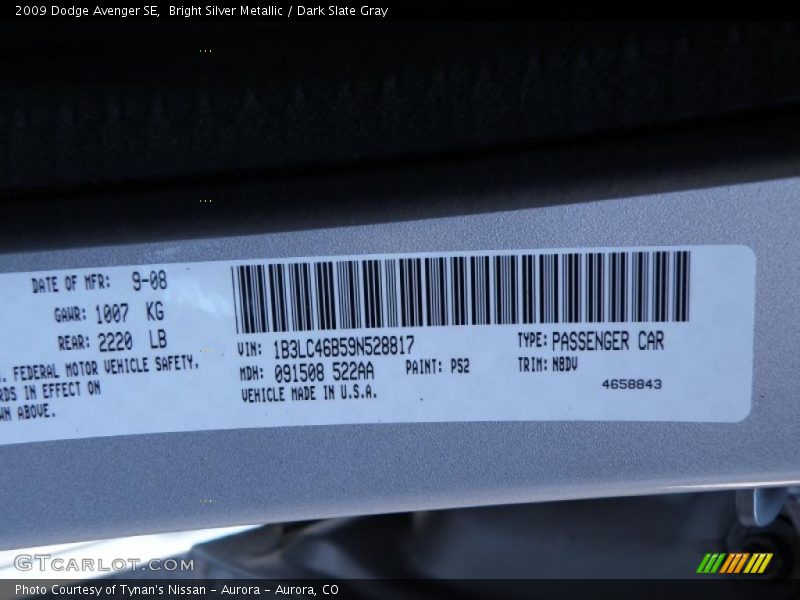 2009 Dodge Avenger SE,  Bright Silver Metallic / Dark Slate Gray
DATE OF MFR: 9-08
GAWR: 1007 KG
REAR: 2220 LB
. FEDERAL MOTOR VEHICLE SAFETY,
RDS IN EFFECT ON
WN ABOVE.
VIN: 1B3LC46B59N528817
TYPE: PASSENGER CAR
MDH: 091508 522AA
PAINT: PS2
TRIM: NBDV
VEHICLE MADE IN U.S.A.
4658843
GTCarLot.com
Photo Courtesy of Tynan's Nissan - Aurora - Aurora, CO